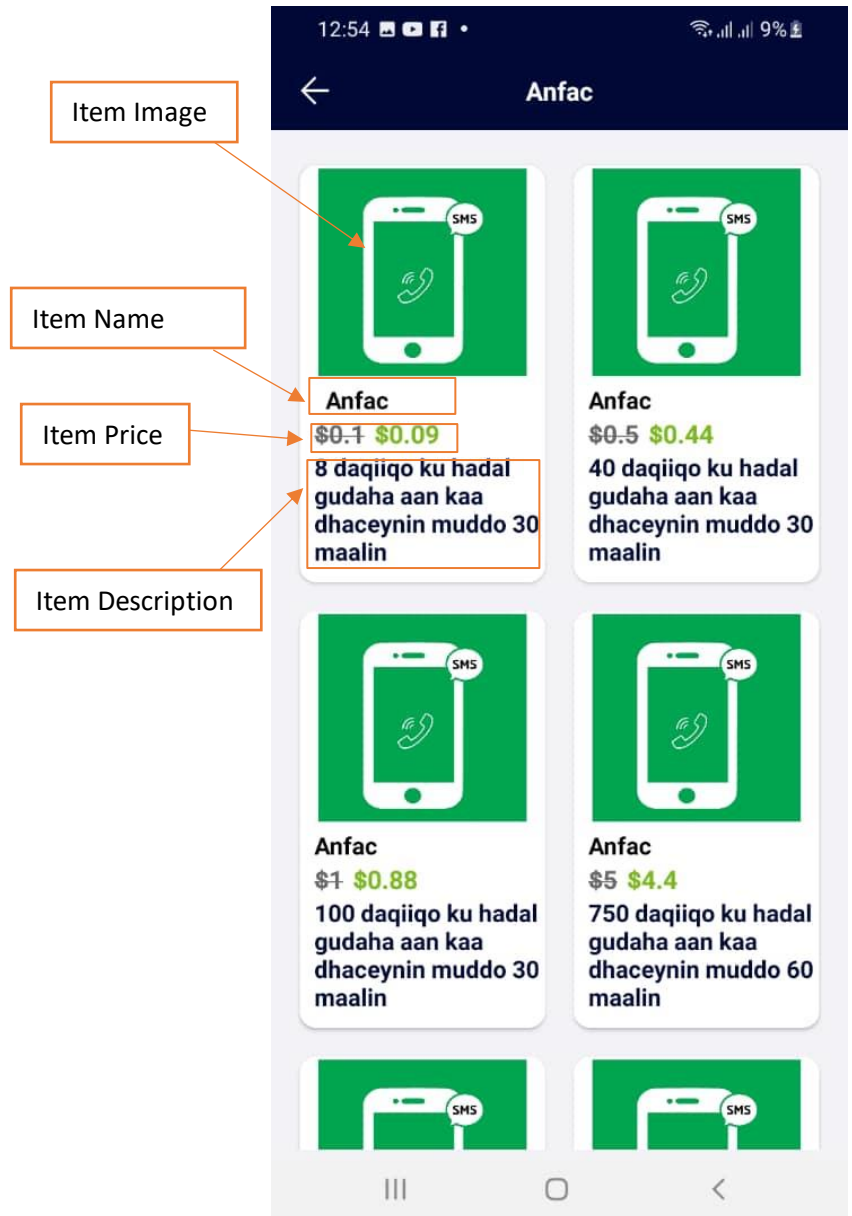 12:54
9%
Anfac
Item Image
SMS
SMS
Item Name
Anfac
$0.1 $0.09
8 daqiiqo ku hadal
gudaha aan kaa
dhaceynin muddo 30
maalin
Anfac
$0.5 $0.44
40 daqiiqo ku hadal
gudaha aan kaa
dhaceynin muddo 30
maalin
Item Price
Item Description
SMS
SMS
Anfac
$1 $0.88
100 daqiiqo ku hadal
gudaha aan kaa
dhaceynin muddo 30
maalin
Anfac
$5 $4.4
750 daqiiqo ku hadal
gudaha aan kaa
dhaceynin muddo 60
maalin
SMS
SMS